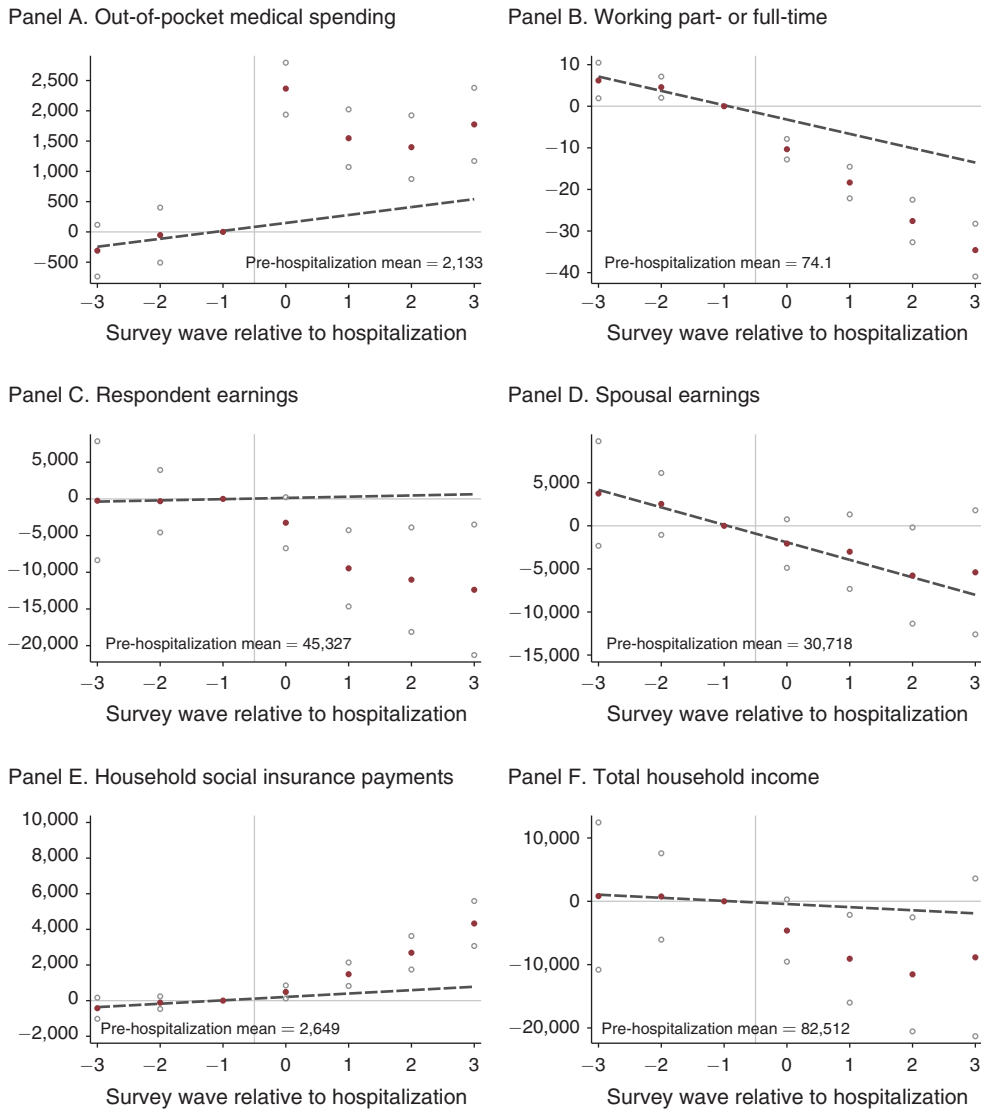 Panel A. Out-of-pocket medical spending
2,500
2,000
1,500
1,000
500
0
−500
Pre-hospitalization mean = 2,133
−3 −2 −1 0 1 2 3
Survey wave relative to hospitalization
Panel B. Working part- or full-time
10
0
−10
−20
−30
−40
Pre-hospitalization mean = 74.1
−3 −2 −1 0 1 2 3
Survey wave relative to hospitalization
Panel C. Respondent earnings
5,000
0
−5,000
−10,000
−15,000
−20,000
Pre-hospitalization mean = 45,327
−3 −2 −1 0 1 2 3
Survey wave relative to hospitalization
Panel D. Spousal earnings
5,000
0
−5,000
−10,000
−15,000
Pre-hospitalization mean = 30,718
−3 −2 −1 0 1 2 3
Survey wave relative to hospitalization
Panel E. Household social insurance payments
10,000
8,000
6,000
4,000
2,000
0
−2,000
Pre-hospitalization mean = 2,649
−3 −2 −1 0 1 2 3
Survey wave relative to hospitalization
Panel F. Total household income
10,000
0
−10,000
−20,000
Pre-hospitalization mean = 82,512
−3 −2 −1 0 1 2 3
Survey wave relative to hospitalization